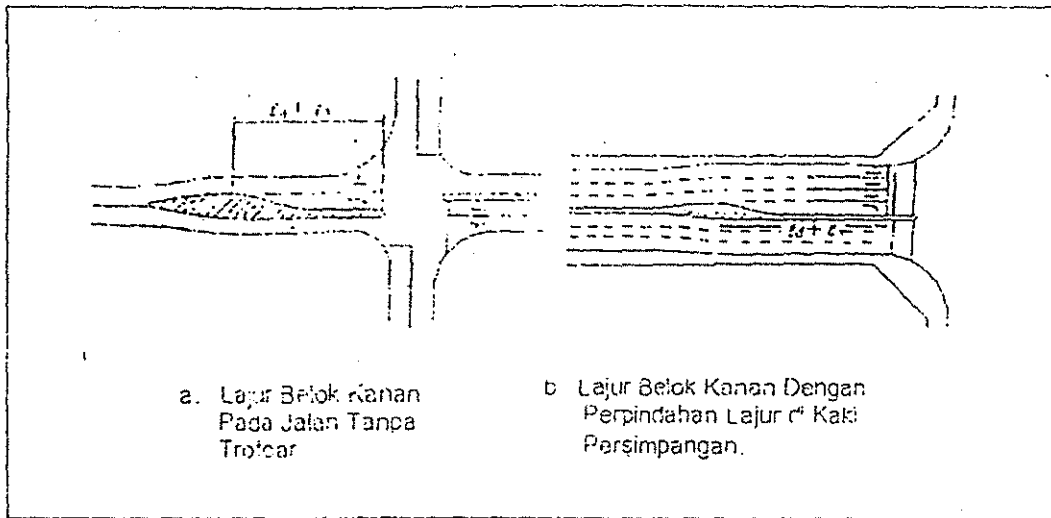 a. Lajur Belok Kanan
Pada Jalan Tanpa
Trotoar
b Lajur Belok Kanan Dengan
Perpindahan Lajur di Kaki
Persimpangan.